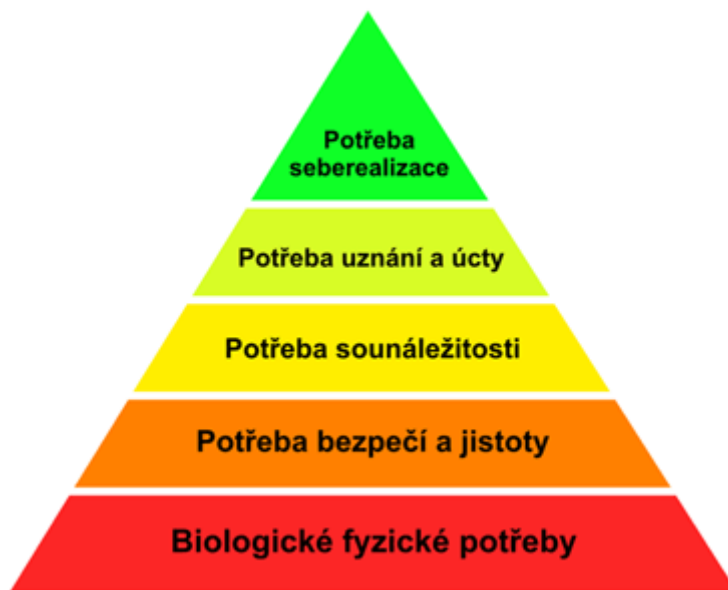 Potřeba
seberealizace
Potřeba uznání a úcty
Potřeba sounáležitosti
Potřeba bezpečí a jistoty
Biologické fyzické potřeby